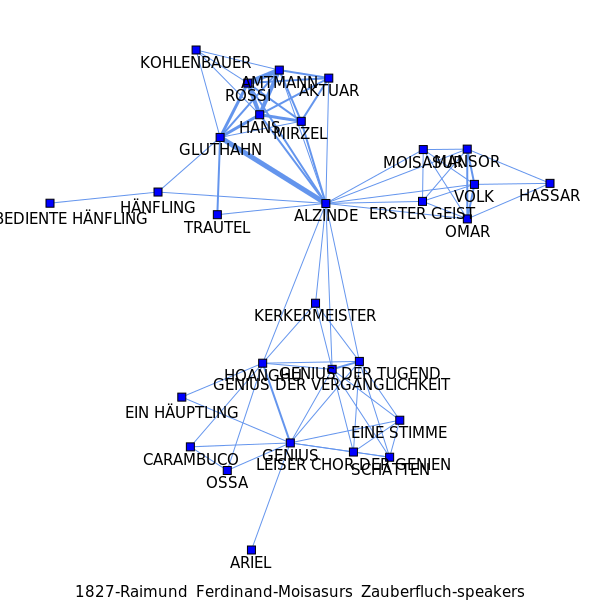 KOHLENBAUER
AMTMANN
AKTUAR
ROSSI
HANS
MIRZEL
GLUTHAHN
MOISASUR
MANSOR
VOLK
HASSAR
HÄNFLING
BEDIENTE HÄNFLING
TRAUTEL
ALZINDE
ERSTER GEIST
OMAR
KERKERMEISTER
HOANGHU
GENIUS DER TUGEND
GENIUS DER VERGÄNGLICHKEIT
EIN HÄUPTLING
EINE STIMME
CARAMBUCO
GENIUS
LEISER CHOR DER GENIEN
SCHATTEN
OSSA
ARIEL
1827-Raimund_Ferdinand-Moisasurs_Zauberfluch-speakers